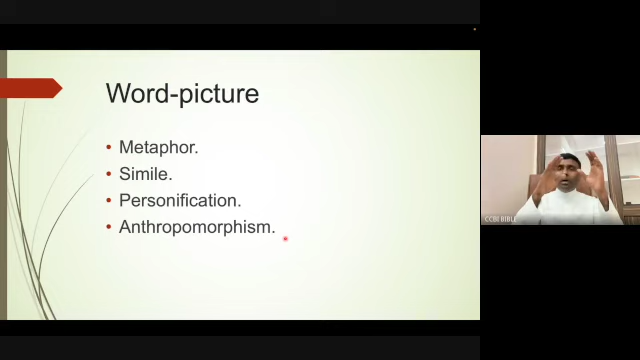 Word-picture
• Metaphor.
• Simile.
• Personification.
• Anthropomorphism.
CCBI BIBLE